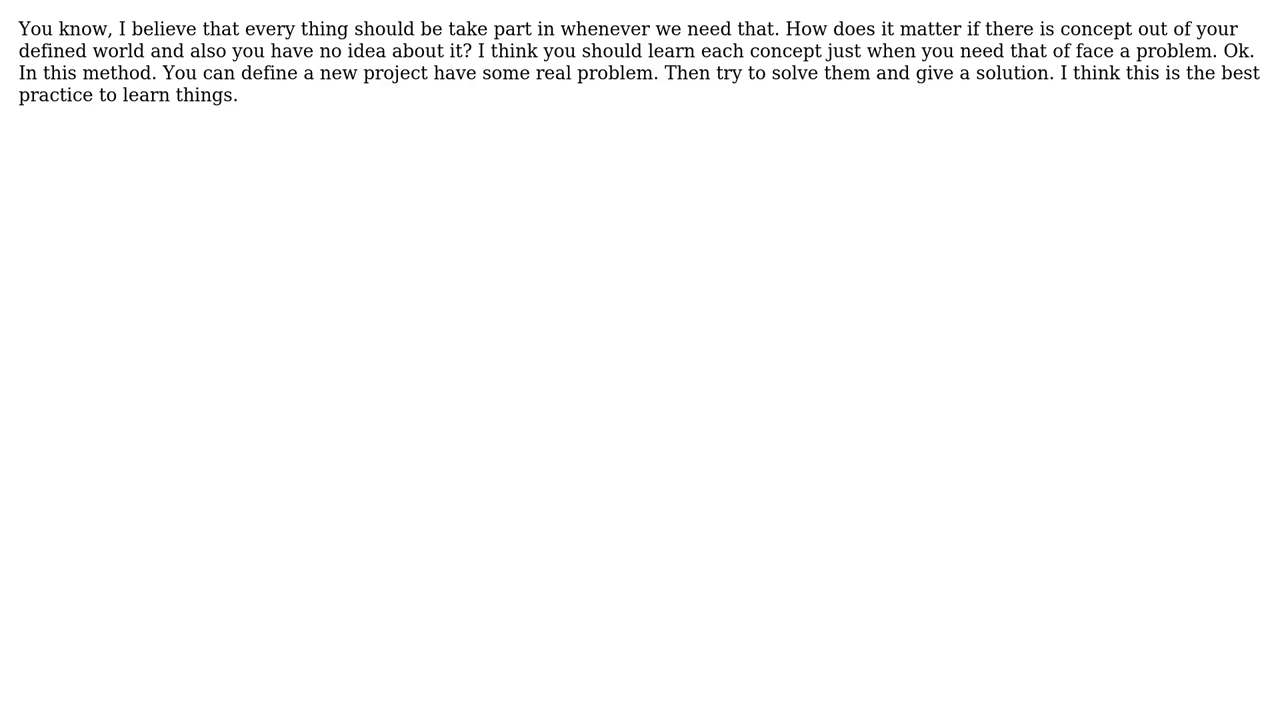 You know, I believe that every thing should be take part in whenever we need that. How does it matter if there is concept out of your
defined world and also you have no idea about it? I think you should learn each concept just when you need that of face a problem. Ok.
In this method. You can define a new project have some real problem. Then try to solve them and give a solution. I think this is the best
practice to learn things.